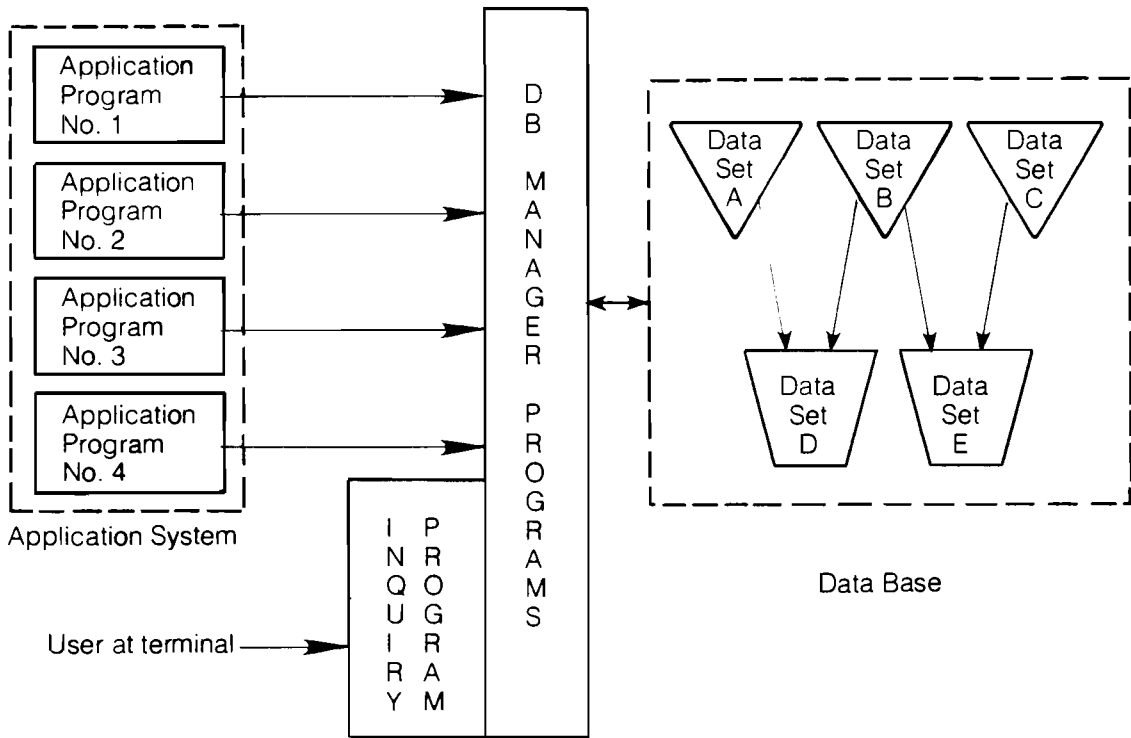 Application
Program
No. 1
Application
Program
No. 2
Application
Program
No. 3
Application
Program
No. 4
Application System
User at terminal
INQUIRY
PROGRAM
DB MANAGER PROGRAMS
Data
Set
A
Data
Set
B
Data
Set
C
Data
Set
D
Data
Set
E
Data Base